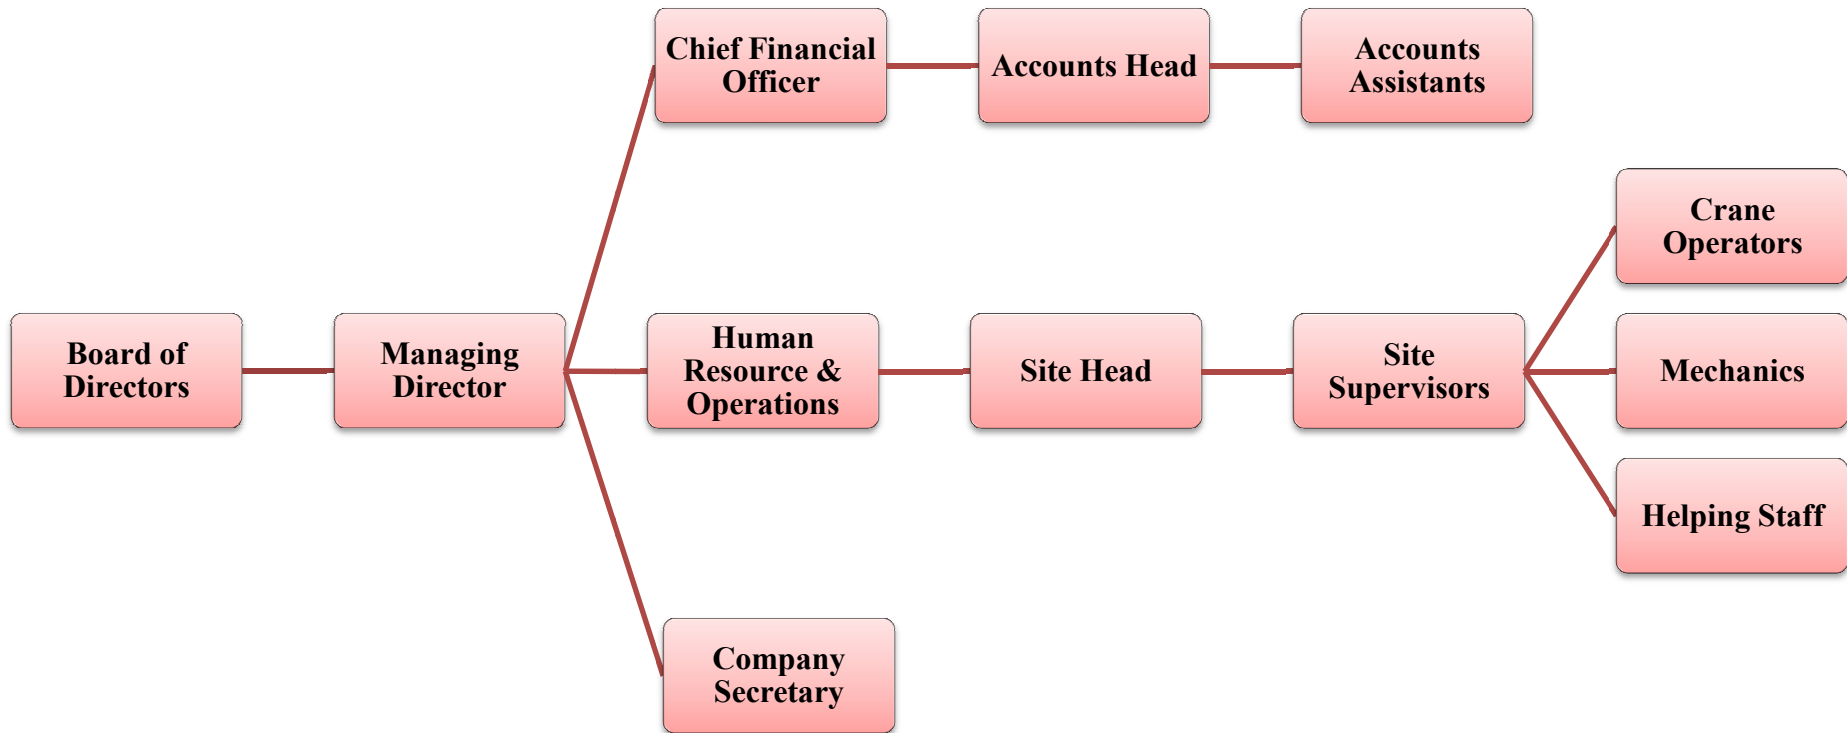 Chief Financial
Officer
Accounts Head
Accounts
Assistants
Crane
Operators
Board of
Directors
Managing
Director
Human
Resource &
Operations
Site Head
Site
Supervisors
Mechanics
Helping Staff
Company
Secretary